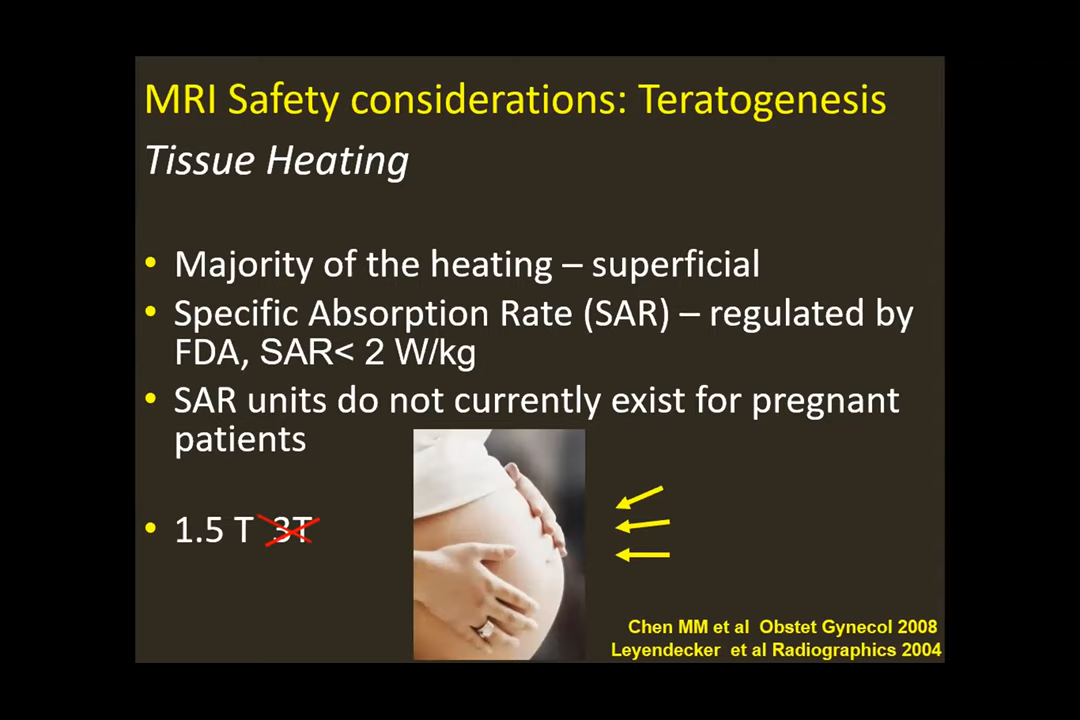 MRI Safety considerations: Teratogenesis
Tissue Heating
• Majority of the heating – superficial
• Specific Absorption Rate (SAR) – regulated by
FDA, SAR< 2 W/kg
• SAR units do not currently exist for pregnant
patients
• 1.5 T 3T
Chen MM et al Obstet Gynecol 2008
Leyendecker et al Radiographics 2004